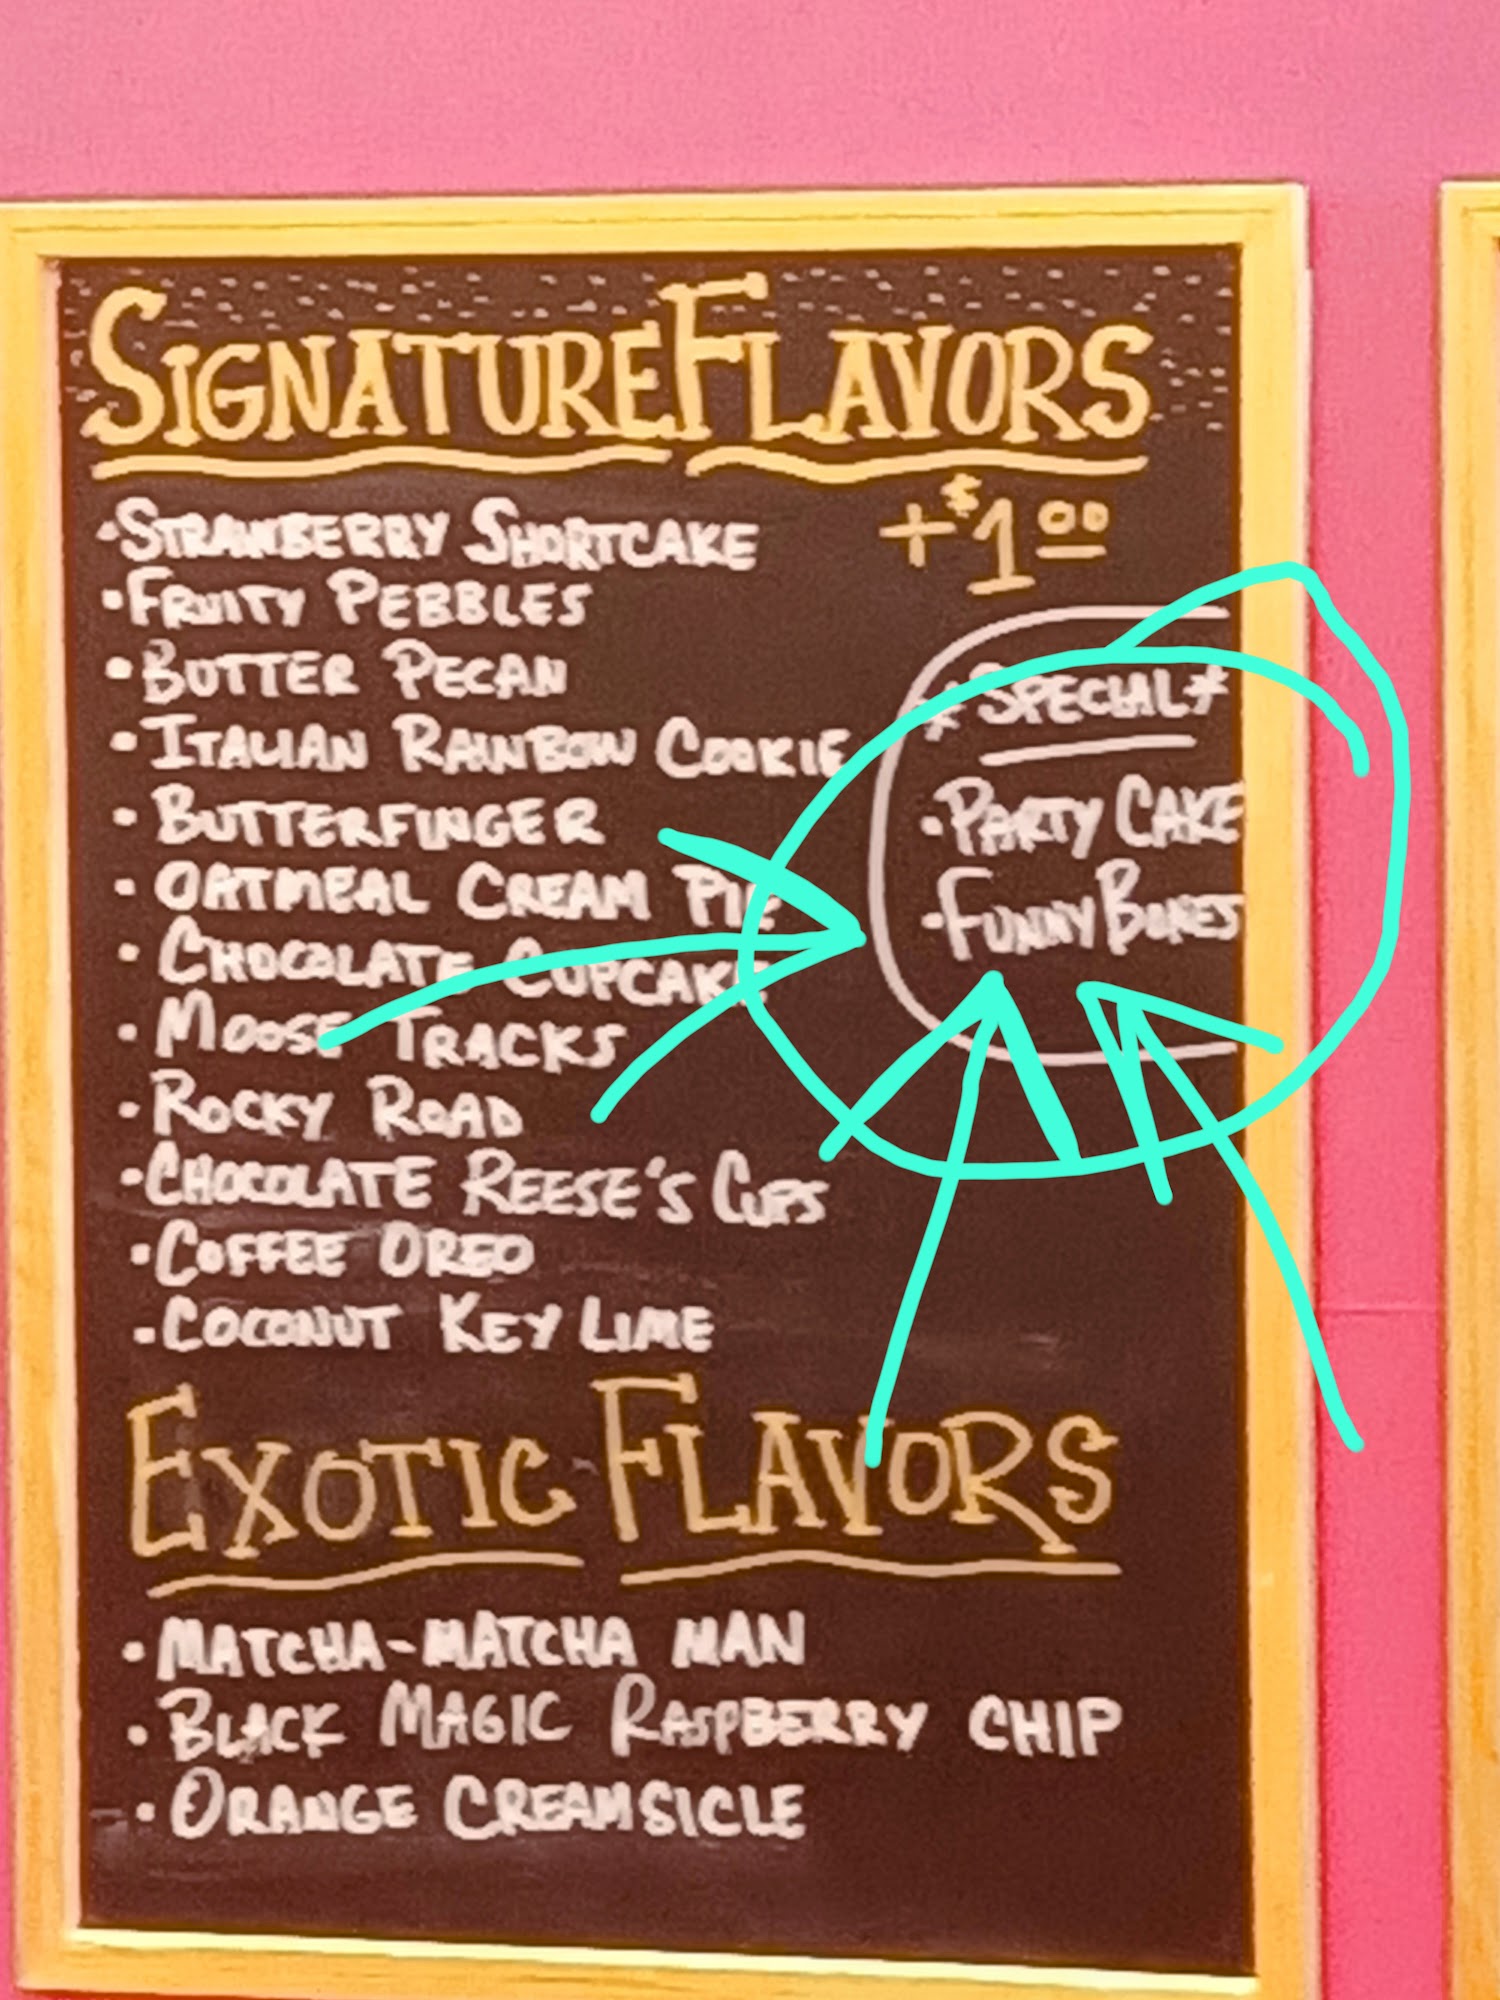 SIGNATURE FLAVORS
+$1.00
• STRAWBERRY SHORTCAKE
• FRUITY PEBBLES
• BUTTER PECAN
• ITALIAN RAINBOW COOKIE
• BUTTERFINGER
• OATMEAL CREAM PIE
• CHOCOLATE CUPCAKE
• MOOSE TRACKS
• ROCKY ROAD
• CHOCOLATE REESE'S CUPS
• COFFEE OREO
• COCONUT KEY LIME
*SPECIAL*
• PARTY CAKE
• FUNNY BONES
EXOTIC FLAVORS
• MATCHA-MATCHA MAN
• BLACK MAGIC RASPBERRY CHIP
• ORANGE CREAMSICLE